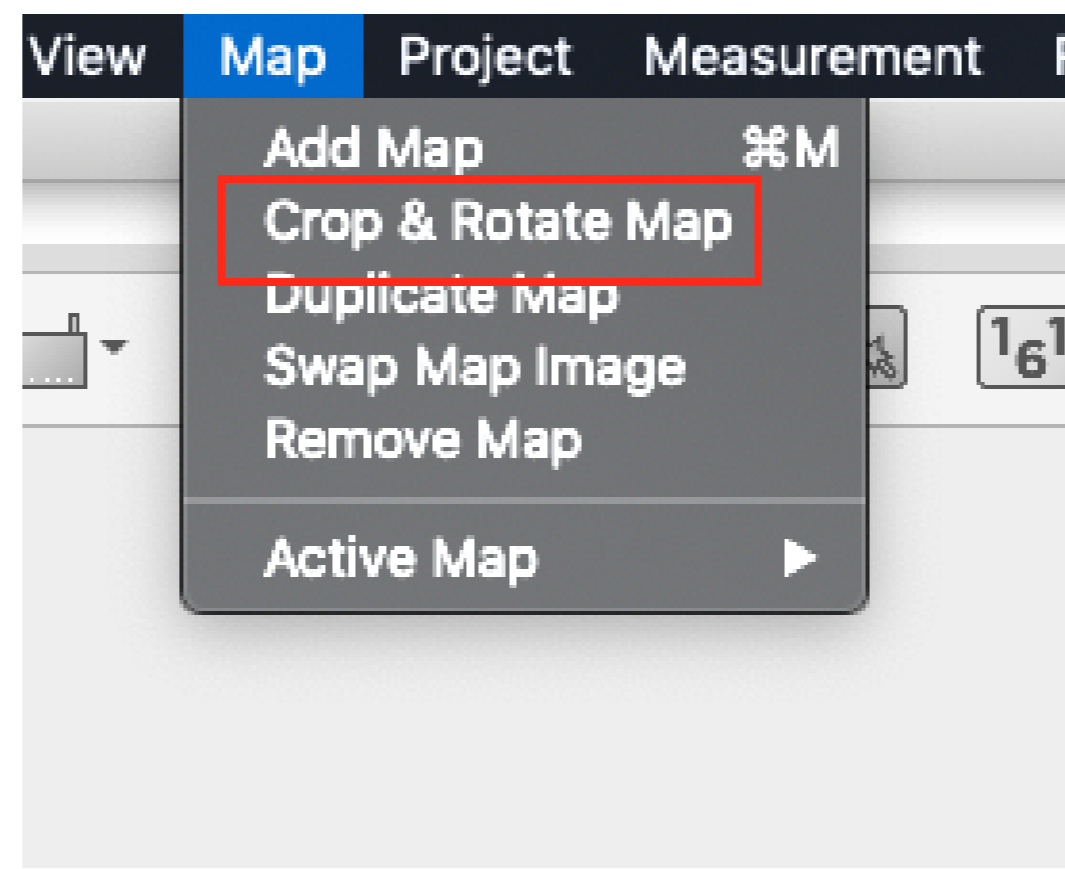 View Map Project Measurement
Add Map ⌘M
Crop & Rotate Map
Duplicate Map
Swap Map Image
Remove Map
Active Map